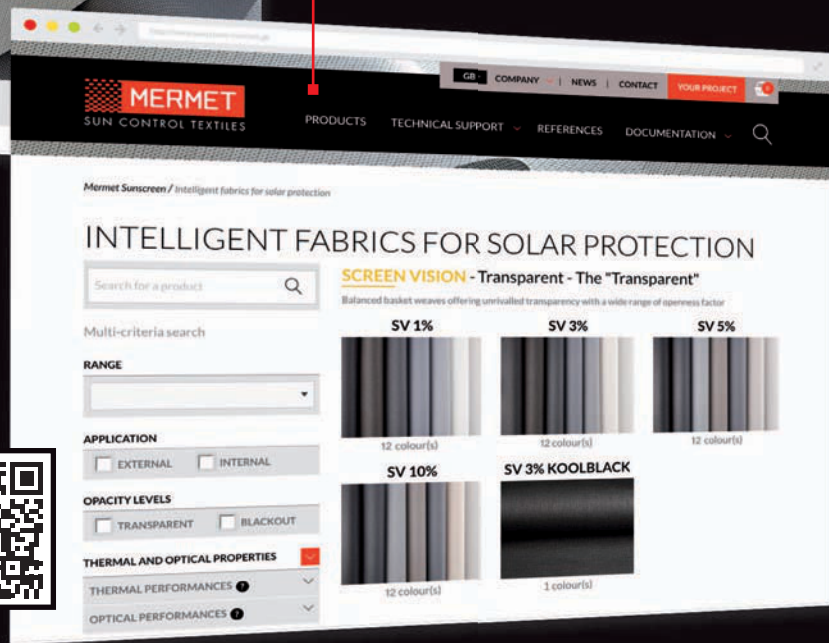 GB
COMPANY | NEWS | CONTACT
YOUR PROJECT
0
MERMET
SUN CONTROL TEXTILES
PRODUCTS
TECHNICAL SUPPORT
REFERENCES
DOCUMENTATION
Mermet Sunscreen / Intelligent fabrics for solar protection
INTELLIGENT FABRICS FOR SOLAR PROTECTION
Search for a product
Multi-criteria search
RANGE
APPLICATION
EXTERNAL
INTERNAL
OPACITY LEVELS
TRANSPARENT
BLACKOUT
THERMAL AND OPTICAL PROPERTIES
THERMAL PERFORMANCES ?
OPTICAL PERFORMANCES ?
SCREEN VISION - Transparent - The "Transparent"
Balanced basket weaves offering unrivalled transparency with a wide range of openness factor
SV 1%
12 colour(s)
SV 3%
12 colour(s)
SV 5%
12 colour(s)
SV 10%
12 colour(s)
SV 3% KOOLBLACK
1 colour(s)